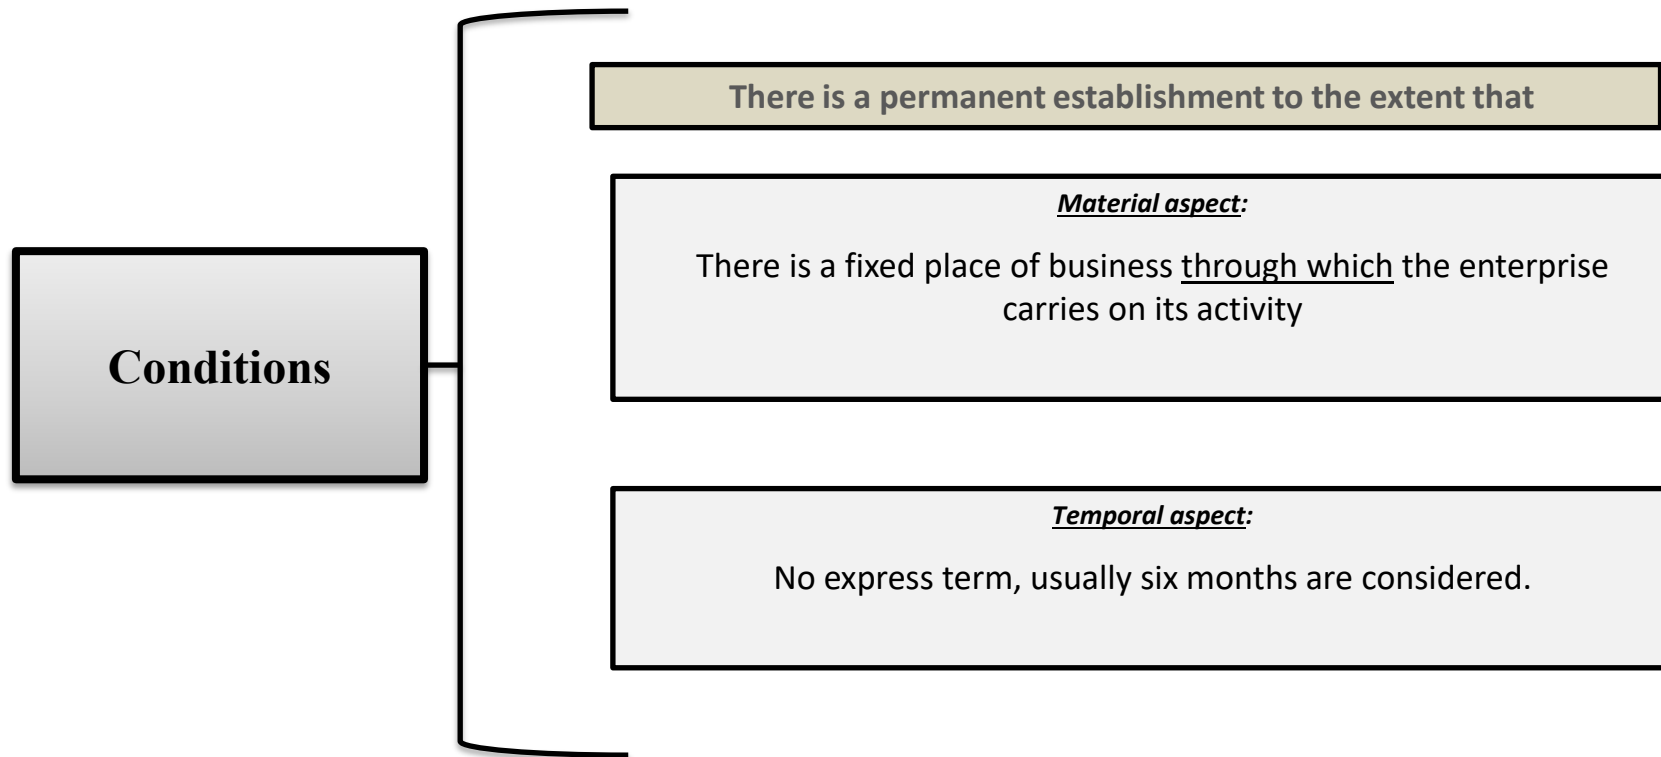 Conditions
There is a permanent establishment to the extent that
Material aspect:
There is a fixed place of business through which the enterprise
carries on its activity
Temporal aspect:
No express term, usually six months are considered.